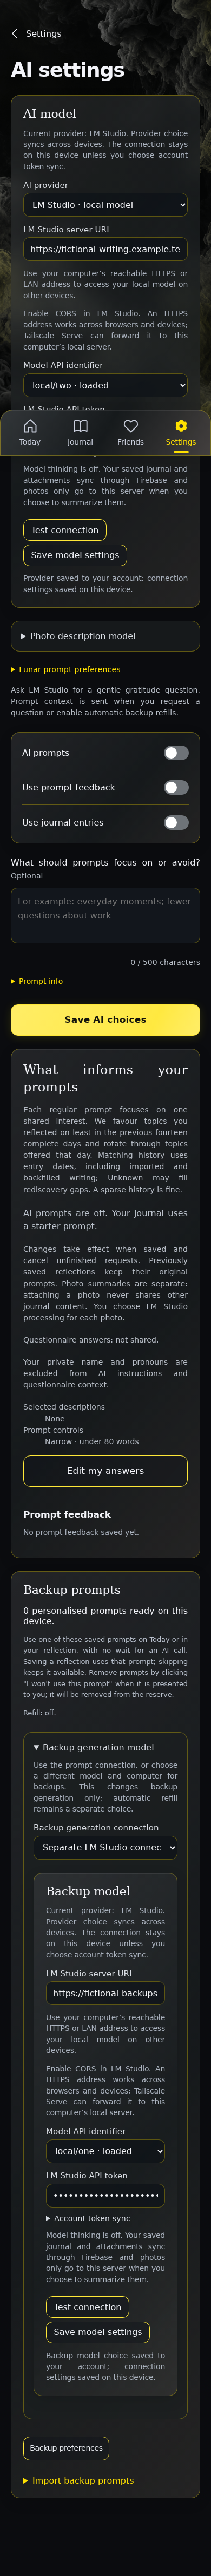 Settings
AI settings
AI model
Current provider: LM Studio. Provider choice
syncs across devices. The connection stays
on this device unless you choose account
token sync.
AI provider
LM Studio · local model
LM Studio server URL
https://fictional-writing.example.te
Use your computer's reachable HTTPS or
LAN address to access your local model on
other devices.
Enable CORS in LM Studio. An HTTPS
address works across browsers and devices;
Tailscale Serve can forward it to this
computer's local server.
Model API identifier
local/two · loaded
LM Studio API token
Today
Journal
Friends
Settings
Model thinking is off. Your saved journal and
attachments sync through Firebase and
photos only go to this server when you
choose to summarize them.
Test connection
Save model settings
Provider saved to your account; connection
settings saved on this device.
Photo description model
Lunar prompt preferences
Ask LM Studio for a gentle gratitude question.
Prompt context is sent when you request a
question or enable automatic backup refills.
AI prompts
Use prompt feedback
Use journal entries
What should prompts focus on or avoid?
Optional
For example: everyday moments; fewer
questions about work
0 / 500 characters
Prompt info
Save AI choices
What informs your
prompts
Each regular prompt focuses on one
shared interest. We favour topics you
reflected on least in the previous fourteen
complete days and rotate through topics
offered that day. Matching history uses
entry dates, including imported and
backfilled writing; Unknown may fill
rediscovery gaps. A sparse history is fine.
AI prompts are off. Your journal uses
a starter prompt.
Changes take effect when saved and
cancel unfinished requests. Previously
saved reflections keep their original
prompts. Photo summaries are separate:
attaching a photo never shares other
journal content. You choose LM Studio
processing for each photo.
Questionnaire answers: not shared.
Your private name and pronouns are
excluded from AI instructions and
questionnaire context.
Selected descriptions
None
Prompt controls
Narrow · under 80 words
Edit my answers
Prompt feedback
No prompt feedback saved yet.
Backup prompts
0 personalised prompts ready on this
device.
Use one of these saved prompts on Today or in
your reflection, with no wait for an AI call.
Saving a reflection uses that prompt; skipping
keeps it available. Remove prompts by clicking
"I won't use this prompt" when it is presented
to you; it will be removed from the reserve.
Refill: off.
Backup generation model
Use the prompt connection, or choose
a different model and computer for
backups. This changes backup
generation only; automatic refill
remains a separate choice.
Backup generation connection
Separate LM Studio connec
Backup model
Current provider: LM Studio.
Provider choice syncs across
devices. The connection stays
on this device unless you
choose account token sync.
LM Studio server URL
https://fictional-backups
Use your computer's reachable
HTTPS or LAN address to access
your local model on other
devices.
Enable CORS in LM Studio. An
HTTPS address works across
browsers and devices; Tailscale
Serve can forward it to this
computer's local server.
Model API identifier
local/one · loaded
LM Studio API token
Account token sync
Model thinking is off. Your saved
journal and attachments sync
through Firebase and photos
only go to this server when you
choose to summarize them.
Test connection
Save model settings
Backup model choice saved to
your account; connection
settings saved on this device.
Backup preferences
Import backup prompts